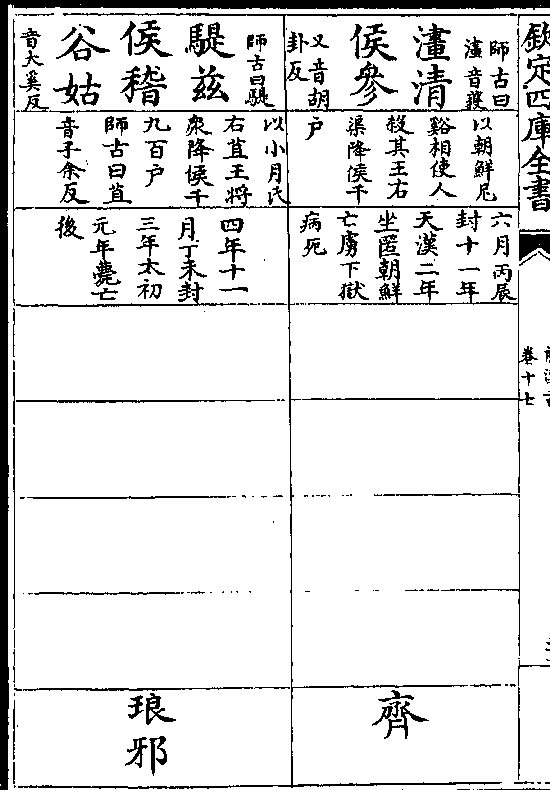 欽定四庫全書
卷十七
師古曰
澅音獲
澅清
侯參
又音胡
卦反
以朝鮮尼
谿相使人
殺其王右
渠降侯千
户
六月丙辰
封十一年
天漢二年
坐匿朝鮮
亡虜下獄
病死
齊
師古曰騠
騠兹
侯稽
谷姑
音大奚反
以小月氏
右苴王將
衆降侯千
九百户
師古曰苴
音子余反
四年十一
月丁未封
三年太初
元年薨亡
後
琅
邪